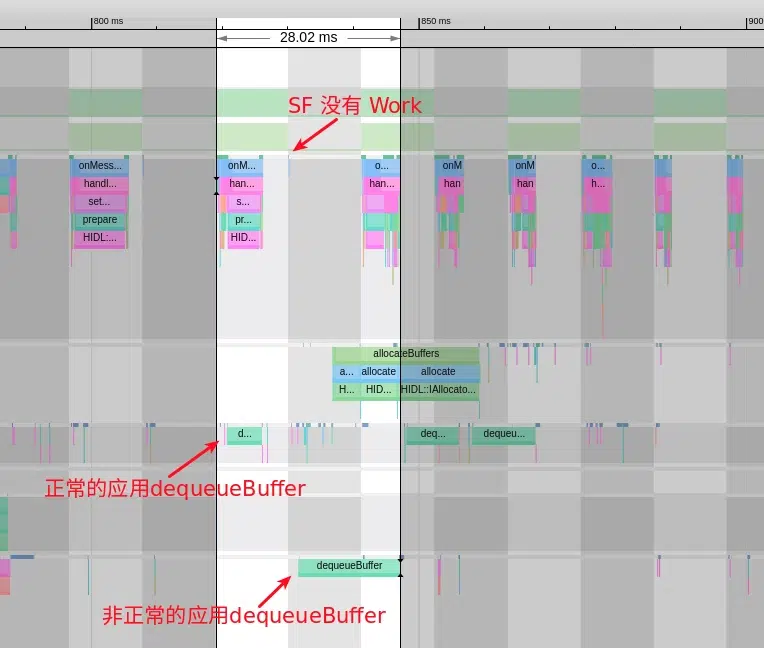 800 ms
850 ms
900
28.02 ms
SF 没有 Work
onMess...
onM...
o...
onM
onM
o...
handl...
han...
han...
han
han
h...
set...
s...
prepare
pr...
HIDL:...
HID...
allocateBuffers
a...
allocate
allocate
H...
HID...
HIDL::IAllocato...
d...
deq...
dequeu...
正常的应用dequeueBuffer
dequeueBuffer
非正常的应用dequeueBuffer